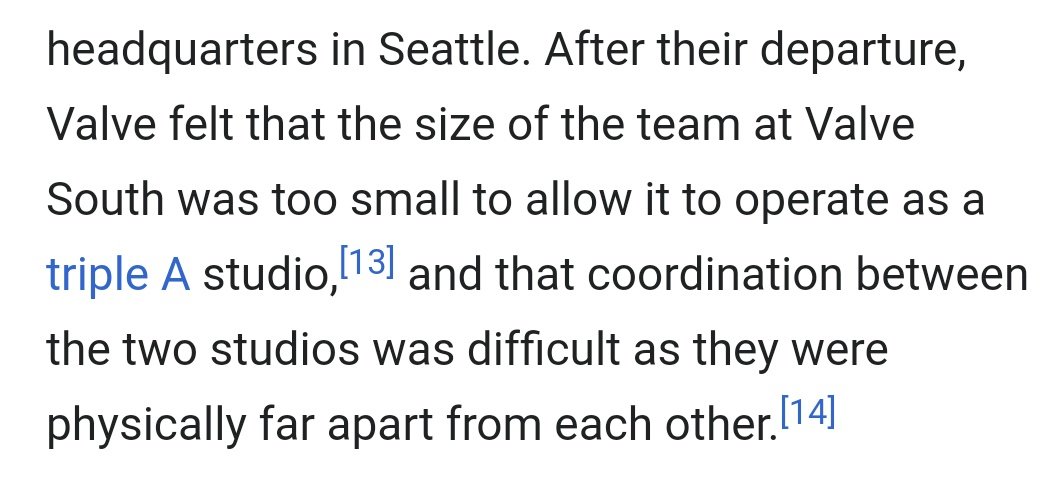 headquarters in Seattle. After their departure,
Valve felt that the size of the team at Valve
South was too small to allow it to operate as a
triple A studio,[13] and that coordination between
the two studios was difficult as they were
physically far apart from each other.[14]